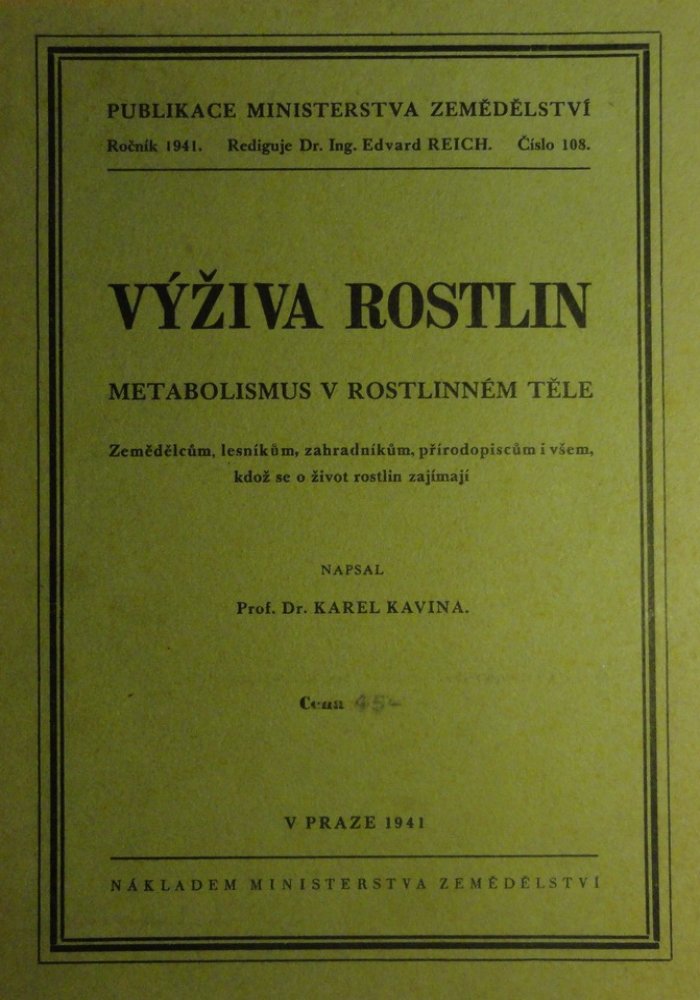 PUBLIKACE MINISTERSTVA ZEMĚDĚLSTVÍ
Ročník 1941. Rediguje Dr. Ing. Edvard REICH. Číslo 108.
VÝŽIVA ROSTLIN
METABOLISMUS V ROSTLINNÉM TĚLE
Zemědělcům, lesníkům, zahradníkům, přírodopiscům i všem,
kdož se o život rostlin zajímají
NAPSAL
Prof. Dr. KAREL KAVINA.
Cena
V PRAZE 1941
NÁKLADEM MINISTERSTVA ZEMĚDĚLSTVÍ